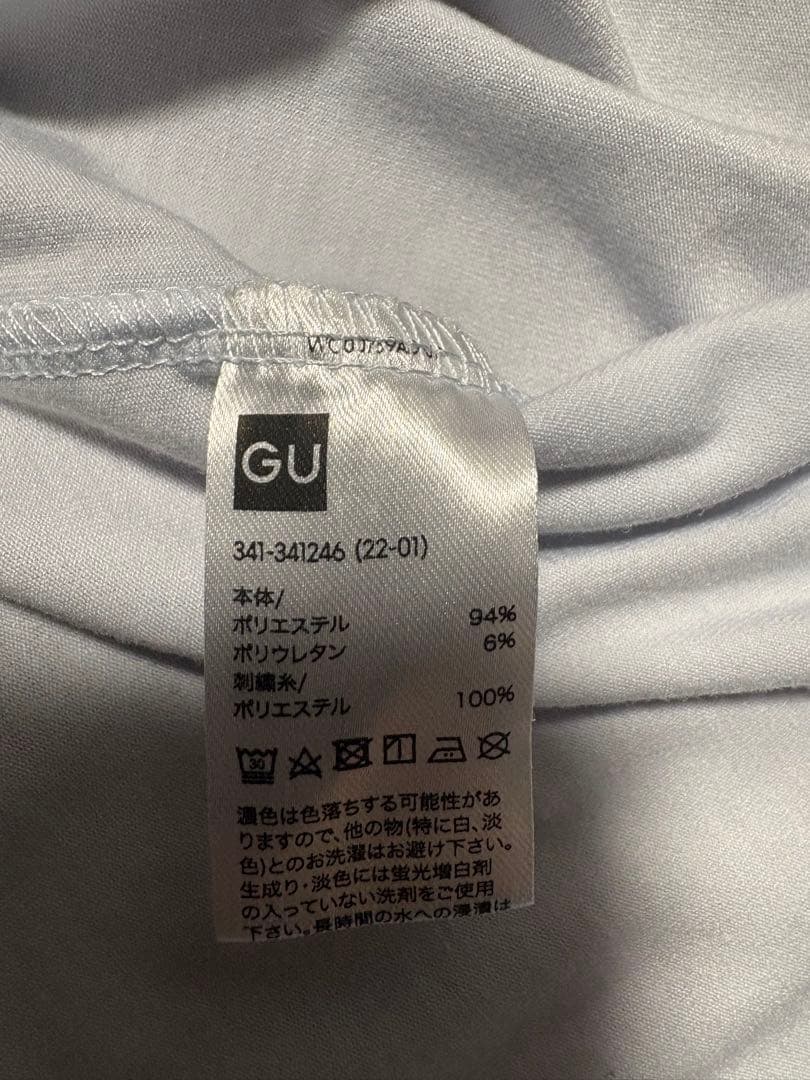 GU
341-341246 (22-01)
本体/
ポリエステル 94%
ポリウレタン 6%
刺繍糸/
ポリエステル 100%
30
濃色は色落ちする可能性があ
りますので、他の物(特に白、淡
色)とのお洗濯はお避け下さい。
生成り・淡色には蛍光増白剤
の入っていない洗剤をご使用
下さい。長時間の水への浸漬は